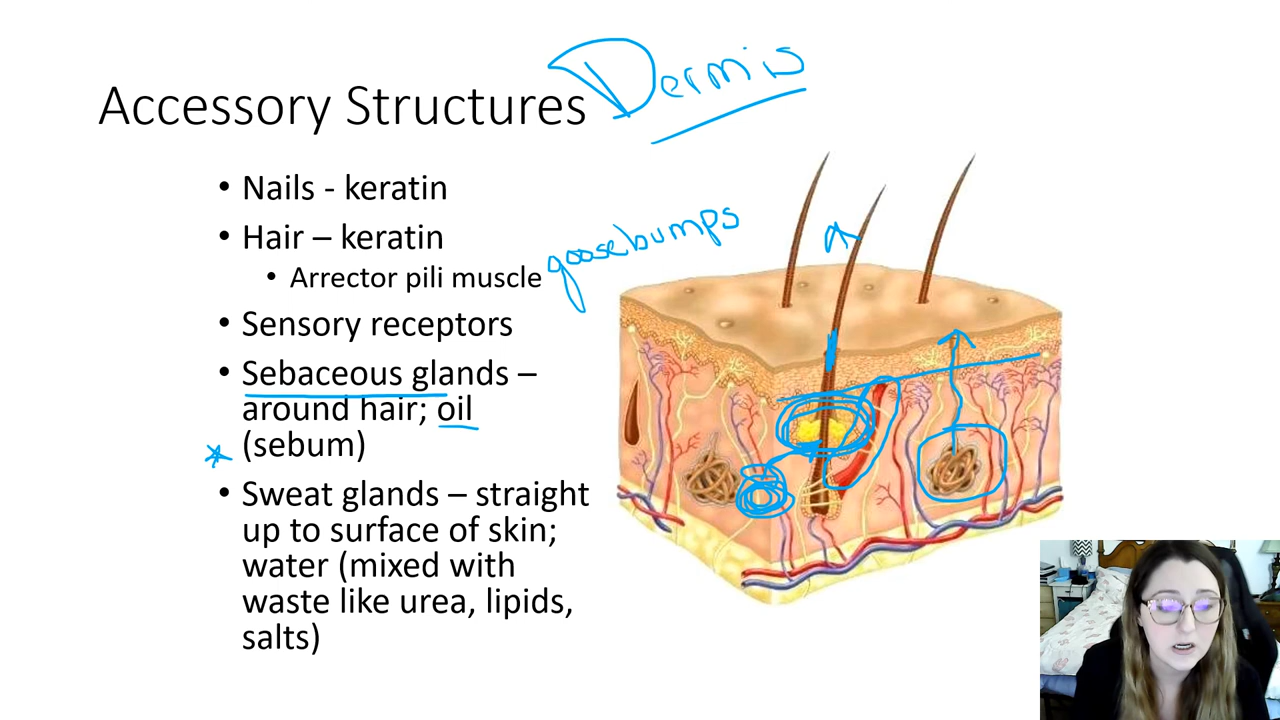 Accessory Structures Dermis
• Nails - keratin
• Hair – keratin
• Arrector pili muscle goosebumps
• Sensory receptors
• Sebaceous glands –
around hair; oil
(sebum)
• Sweat glands – straight
up to surface of skin;
water (mixed with
waste like urea, lipids,
salts)